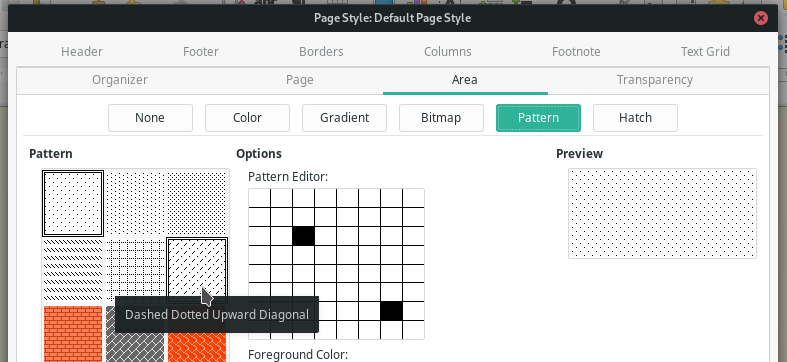 Page Style: Default Page Style
Header Footer Borders Columns Footnote Text Grid
Organizer Page Area Transparency
None Color Gradient Bitmap Pattern Hatch
Pattern Options Preview
Pattern Editor:
Dashed Dotted Upward Diagonal
Foreground Color: